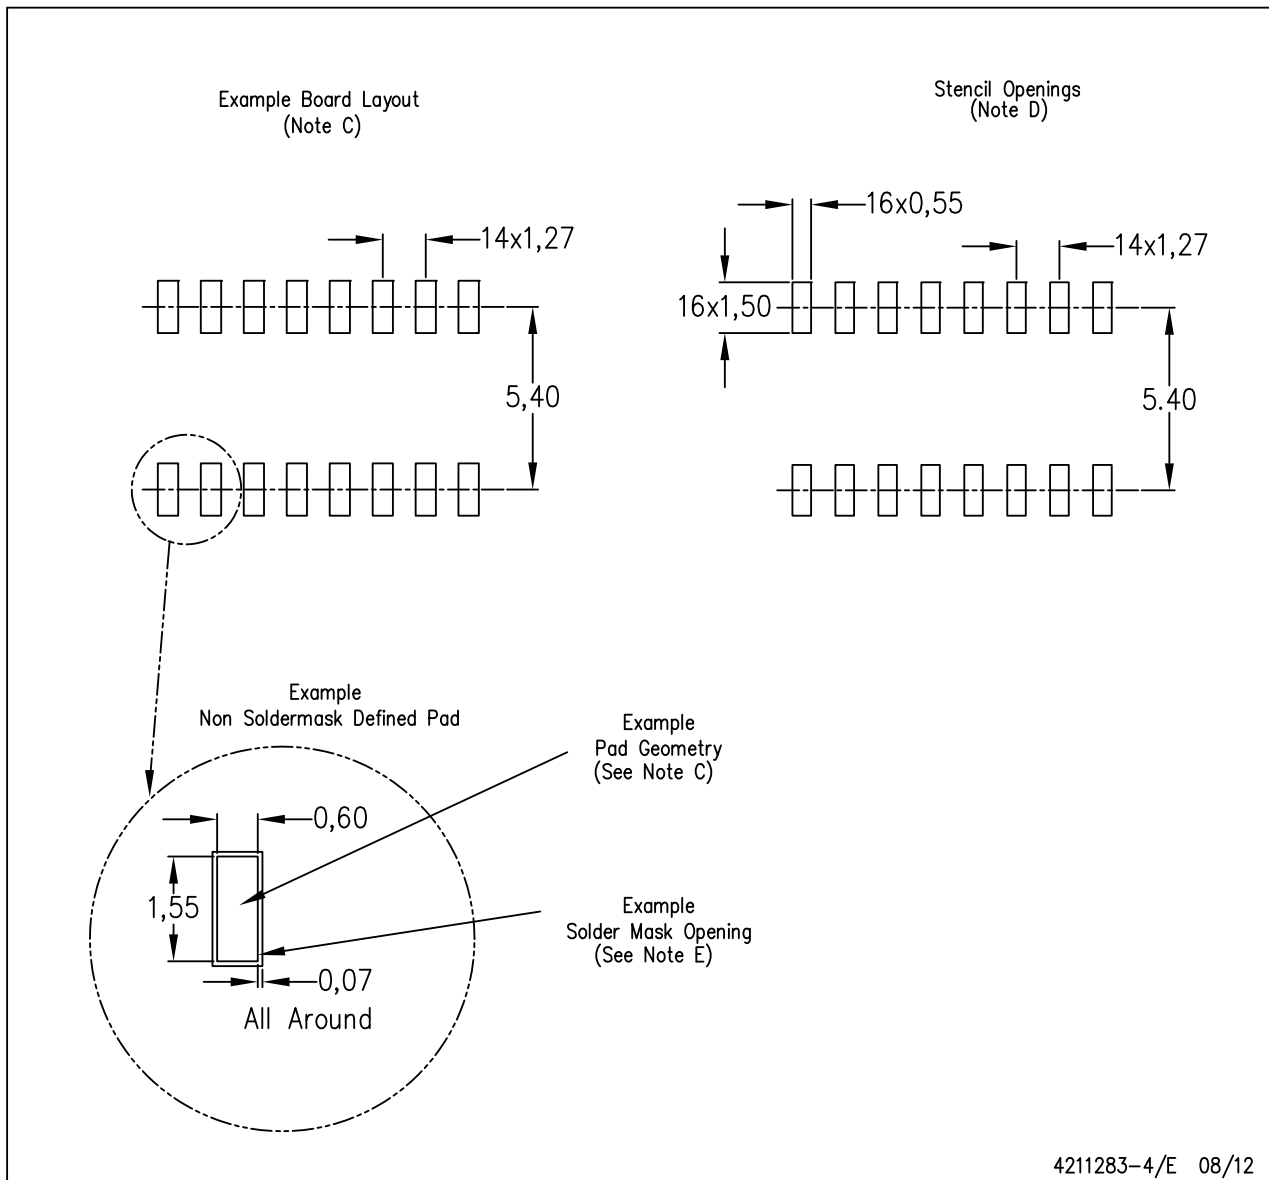 Example Board Layout
(Note C)
Stencil Openings
(Note D)
14x1,27
5,40
16x0,55
14x1,27
16x1,50
5.40
Example
Non Soldermask Defined Pad
Example
Pad Geometry
(See Note C)
0,60
1,55
Example
Solder Mask Opening
(See Note E)
0,07
All Around
4211283-4/E 08/12